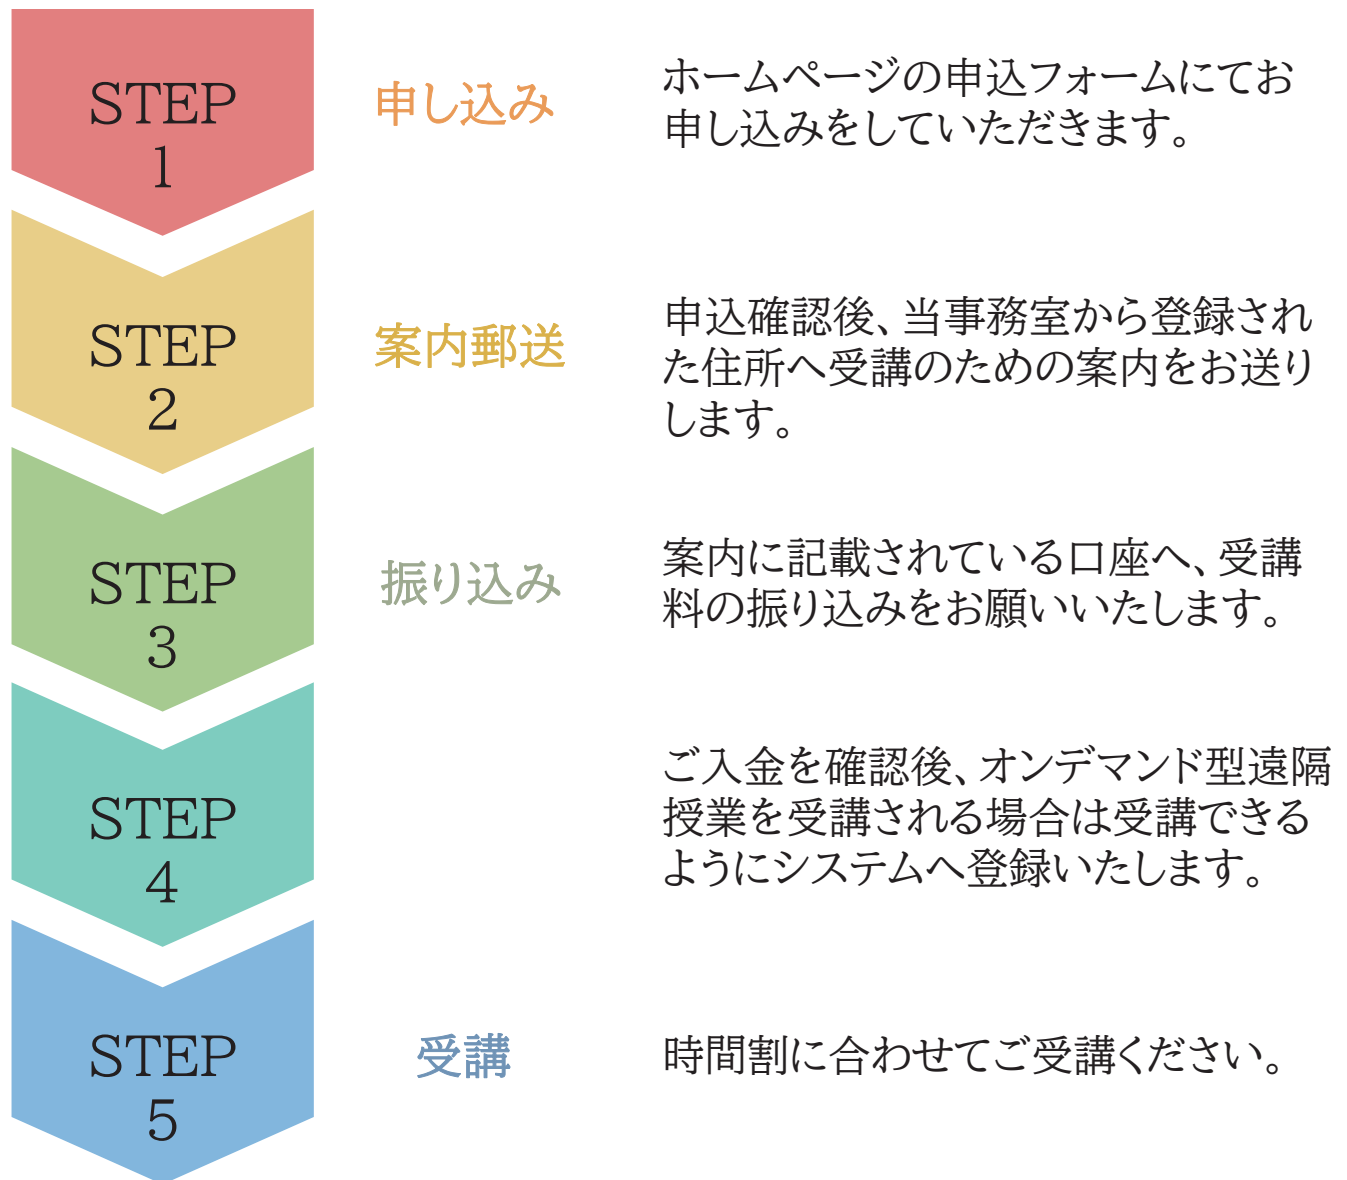 STEP
1
申し込み
ホームページの申込フォームにてお
申し込みをしていただきます。
STEP
2
案内郵送
申込確認後、当事務室から登録され
た住所へ受講のための案内をお送り
します。
STEP
3
振り込み
案内に記載されている口座へ、受講
料の振り込みをお願いいたします。
STEP
4
ご入金を確認後、オンデマンド型遠隔
授業を受講される場合は受講できる
ようにシステムへ登録いたします。
STEP
5
受講
時間割に合わせてご受講ください。